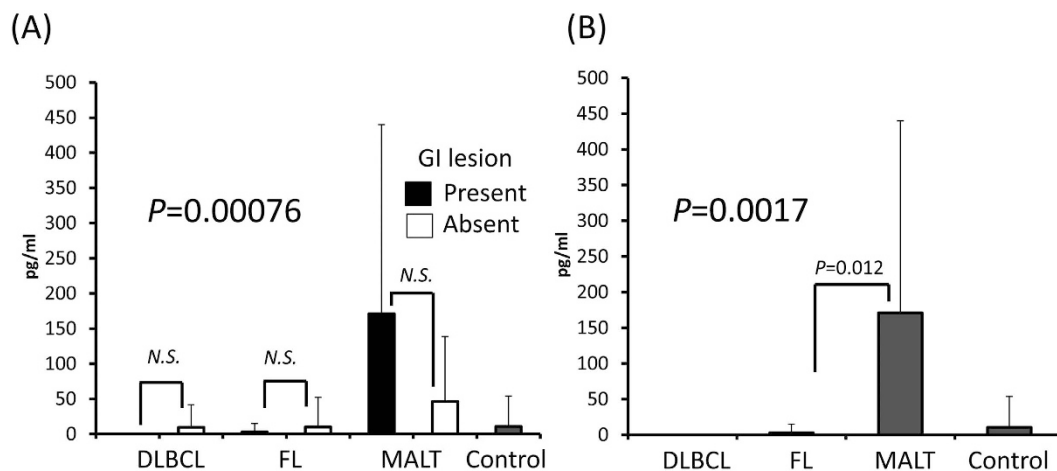 (A)
500
450
400
350
300
250
200
150
100
50
0
pg/ml
P=0.00076
GI lesion
Present
Absent
N.S.
N.S.
N.S.
DLBCL FL MALT Control
(B)
500
450
400
350
300
250
200
150
100
50
0
pg/ml
P=0.0017
P=0.012
DLBCL FL MALT Control